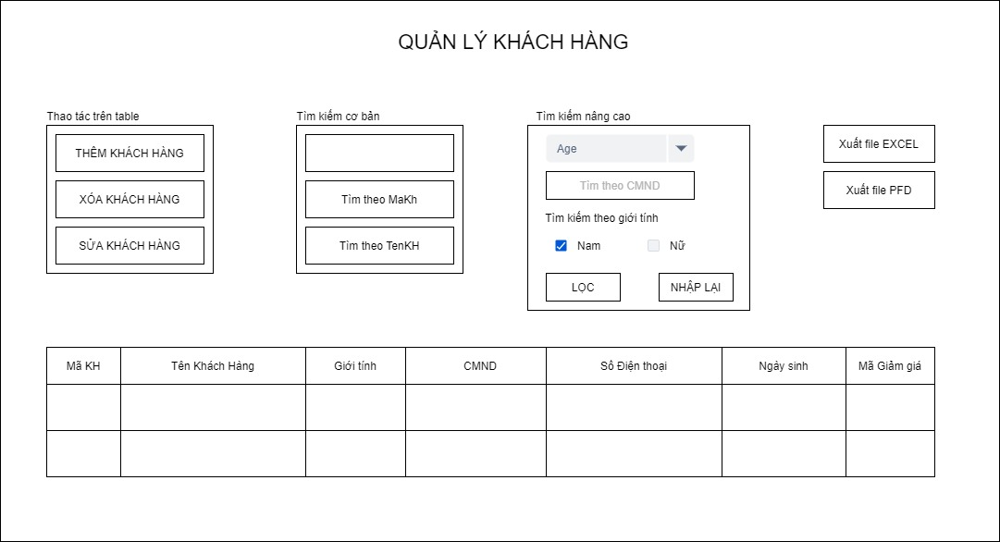 QUẢN LÝ KHÁCH HÀNG
Thao tác trên table
THÊM KHÁCH HÀNG
XÓA KHÁCH HÀNG
SỬA KHÁCH HÀNG
Tìm kiếm cơ bản
Tìm theo MaKh
Tìm theo TenKH
Tìm kiếm nâng cao
Age
Tìm theo CMND
Tìm kiếm theo giới tính
Nam Nữ
LỌC NHẬP LẠI
Xuất file EXCEL
Xuất file PFD
Mã KH Tên Khách Hàng Giới tính CMND Số Điện thoại Ngày sinh Mã Giảm giá